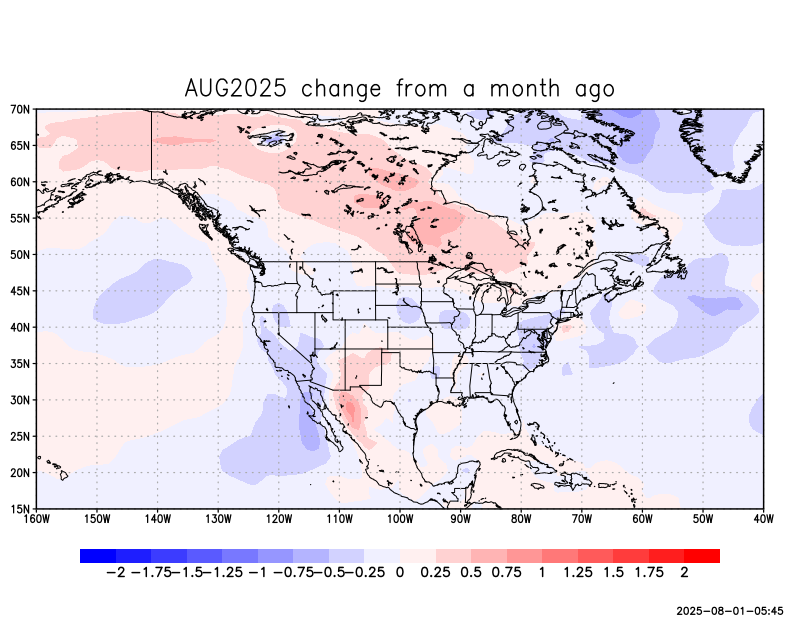 AUG2025 change from a month ago
70N
65N
60N
55N
50N
45N
40N
35N
30N
25N
20N
15N
160W 150W 140W 130W 120W 110W 100W 90W 80W 70W 60W 50W 40W
-2 -1.75 -1.5 -1.25 -1 -0.75 -0.5 -0.25 0 0.25 0.5 0.75 1 1.25 1.5 1.75 2
2025-08-01-05:45